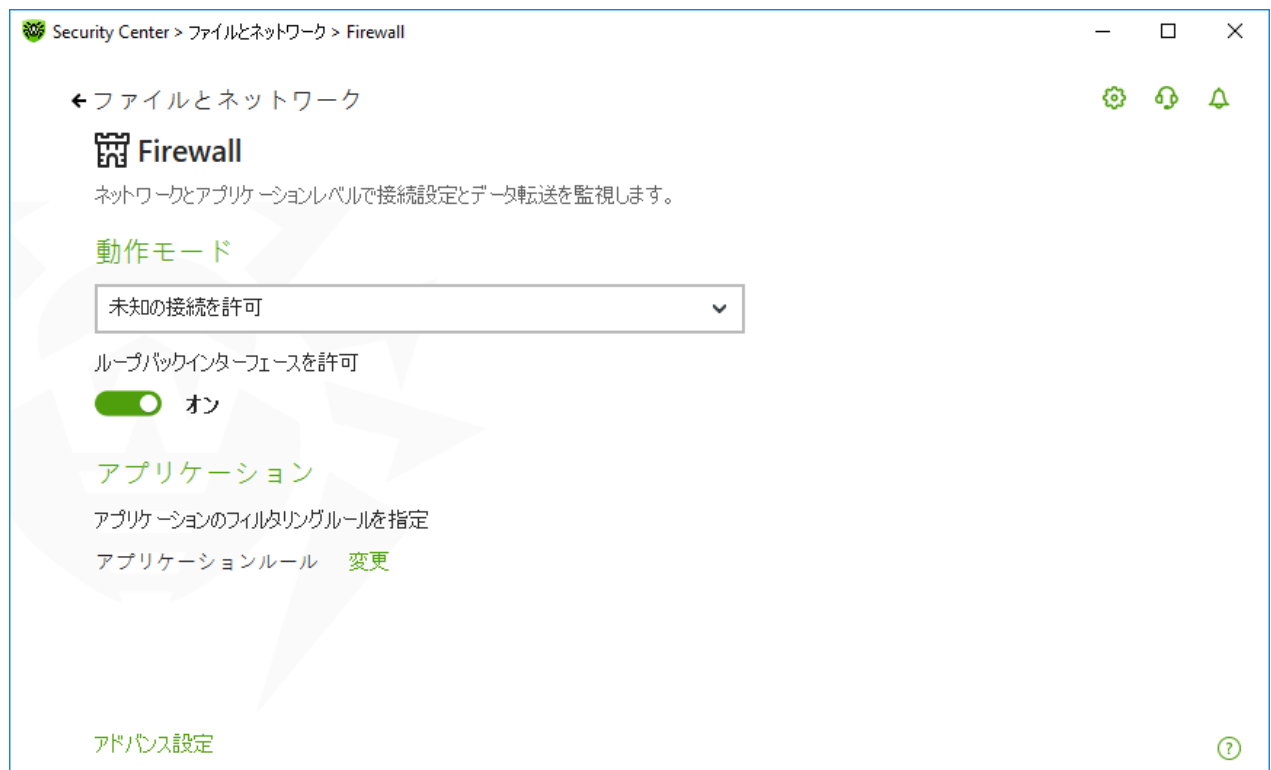 Security Center > ファイルとネットワーク > Firewall
ファイルとネットワーク
Firewall
ネットワークとアプリケーションレベルで接続設定とデータ転送を監視します。
動作モード
未知の接続を許可
ループバックインターフェースを許可
オン
アプリケーション
アプリケーションのフィルタリングルールを指定
アプリケーションルール 変更
アドバンス設定
?